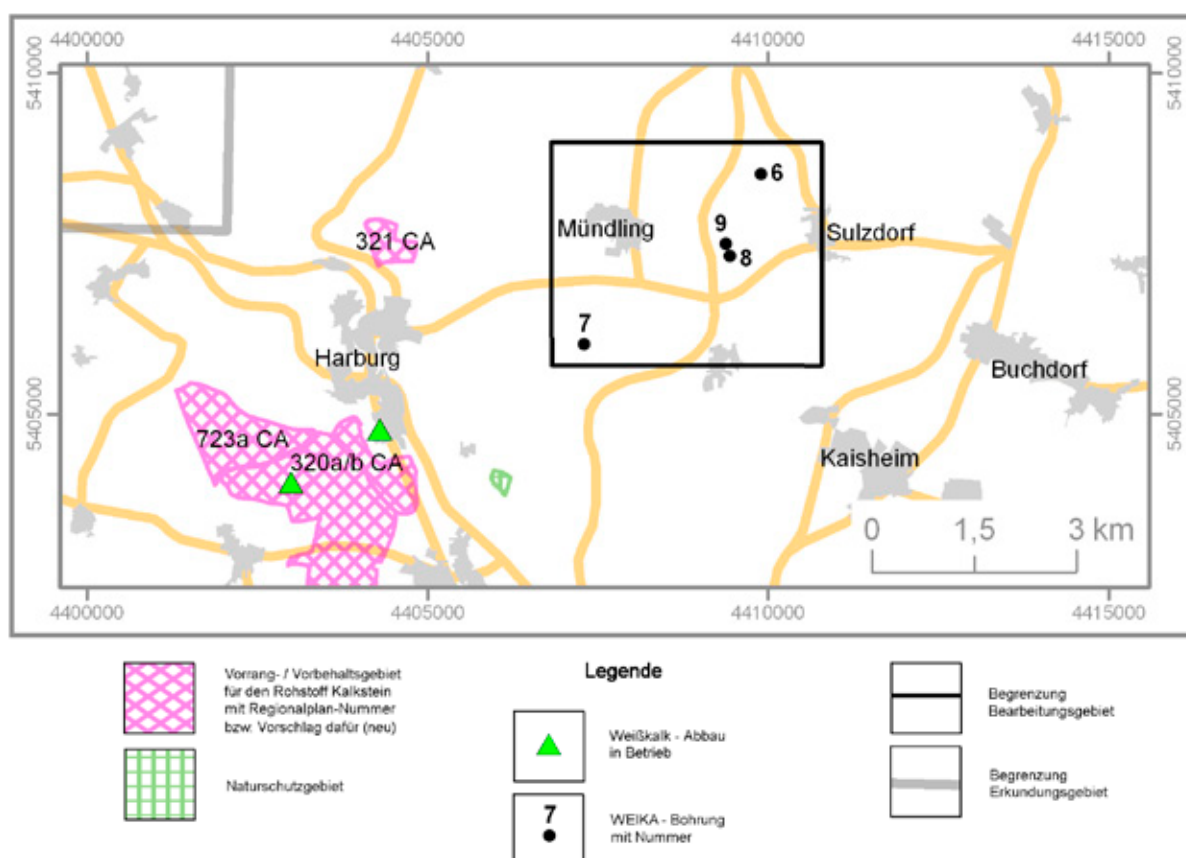 4400000 4405000 4410000 4415000
5410000 5410000
6
9
Mündling Sulzdorf
321 CA
8
7
Harburg
Buchdorf
5405000 5405000
723a CA
320a/b CA
Kaisheim
0 1,5 3 km
4400000 4405000 4410000 4415000
Legende
Vorrang- / Vorbehaltsgebiet
für den Rohstoff Kalkstein
mit Regionalplan-Nummer
bzw. Vorschlag dafür (neu)
Naturschutzgebiet
Weißkalk - Abbau
in Betrieb
7
WEIKA - Bohrung
mit Nummer
Begrenzung
Bearbeitungsgebiet
Begrenzung
Erkundungsgebiet